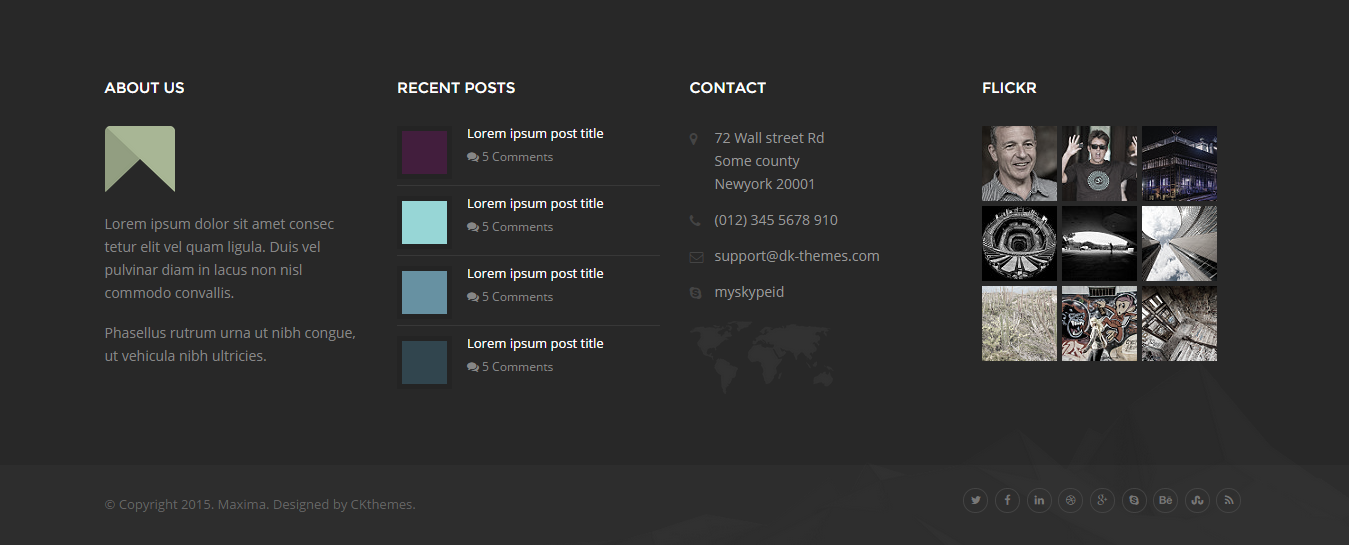 ABOUT US
Lorem ipsum dolor sit amet consec
tetur elit vel quam ligula. Duis vel
pulvinar diam in lacus non nisl
commodo convallis.
Phasellus rutrum urna ut nibh congue,
ut vehicula nibh ultricies.
RECENT POSTS
Lorem ipsum post title
5 Comments
Lorem ipsum post title
5 Comments
Lorem ipsum post title
5 Comments
Lorem ipsum post title
5 Comments
CONTACT
72 Wall street Rd
Some county
Newyork 20001
(012) 345 5678 910
support@dk-themes.com
myskypeid
FLICKR
© Copyright 2015. Maxima. Designed by CKthemes.